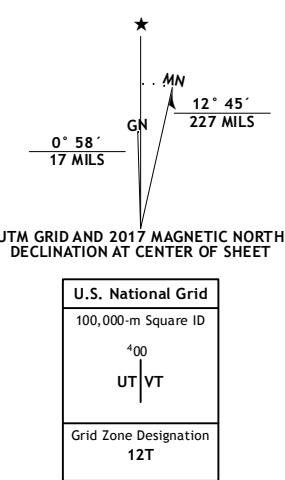 ★
MN
GN
12° 45´
227 MILS
0° 58´
17 MILS
UTM GRID AND 2017 MAGNETIC NORTH
DECLINATION AT CENTER OF SHEET
U.S. National Grid
100,000-m Square ID
⁴00
UT VT
Grid Zone Designation
12T